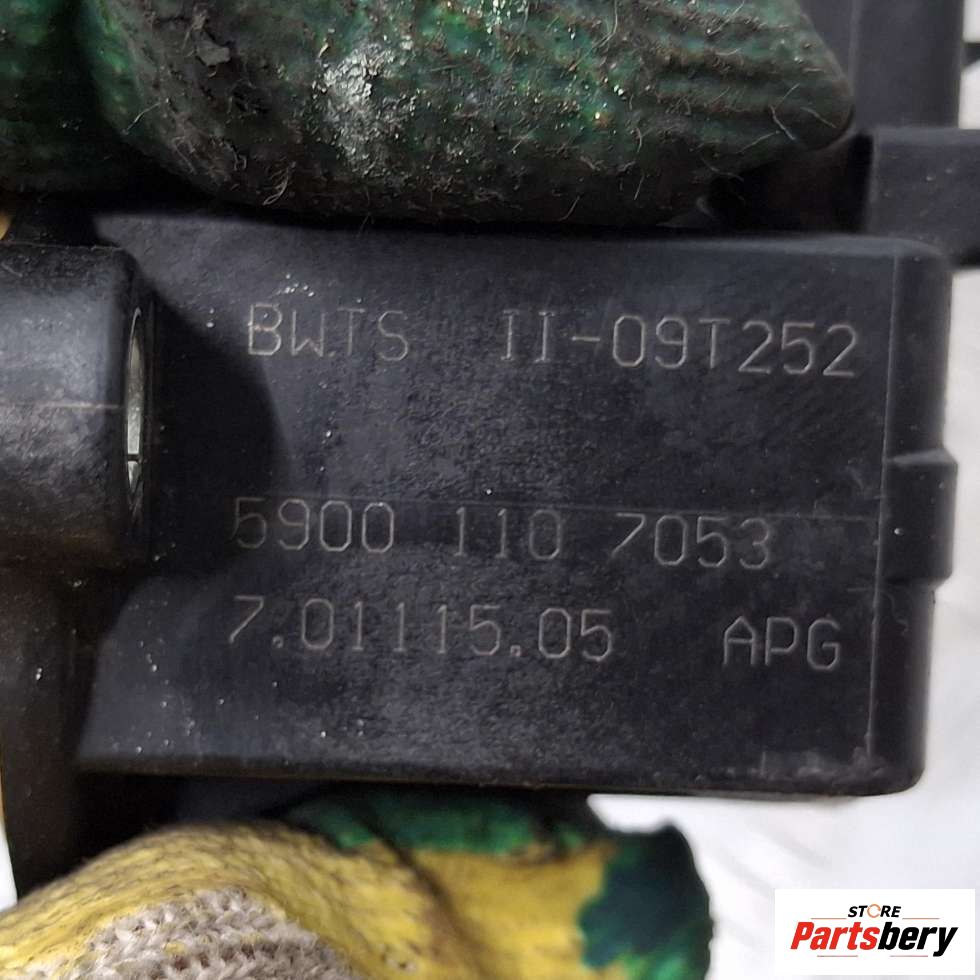 BWTS II-09T252
5900 110 7053
7.01115.05 APG
STORE
Partsbery